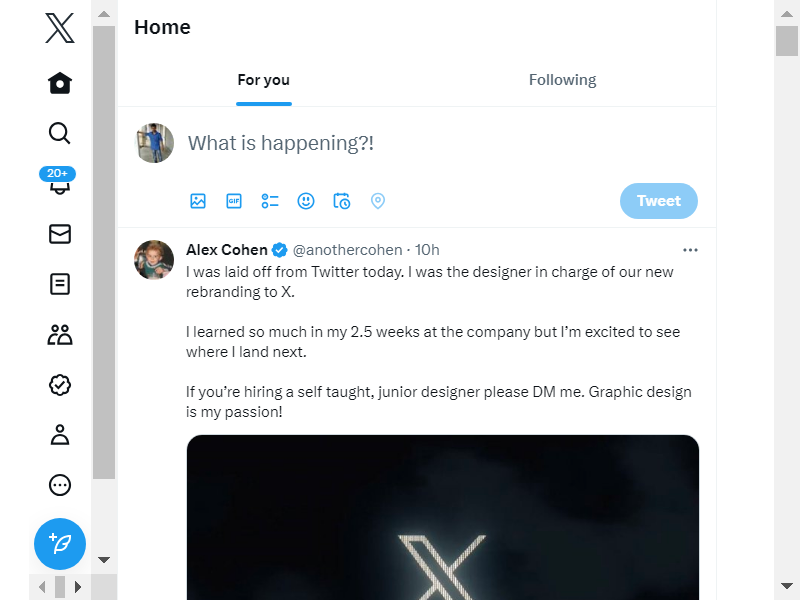 Home
For you
Following
20+
What is happening?!
GIF
Tweet
Alex Cohen @anothercohen · 10h
I was laid off from Twitter today. I was the designer in charge of our new
rebranding to X.
I learned so much in my 2.5 weeks at the company but I’m excited to see
where I land next.
If you’re hiring a self taught, junior designer please DM me. Graphic design
is my passion!
X